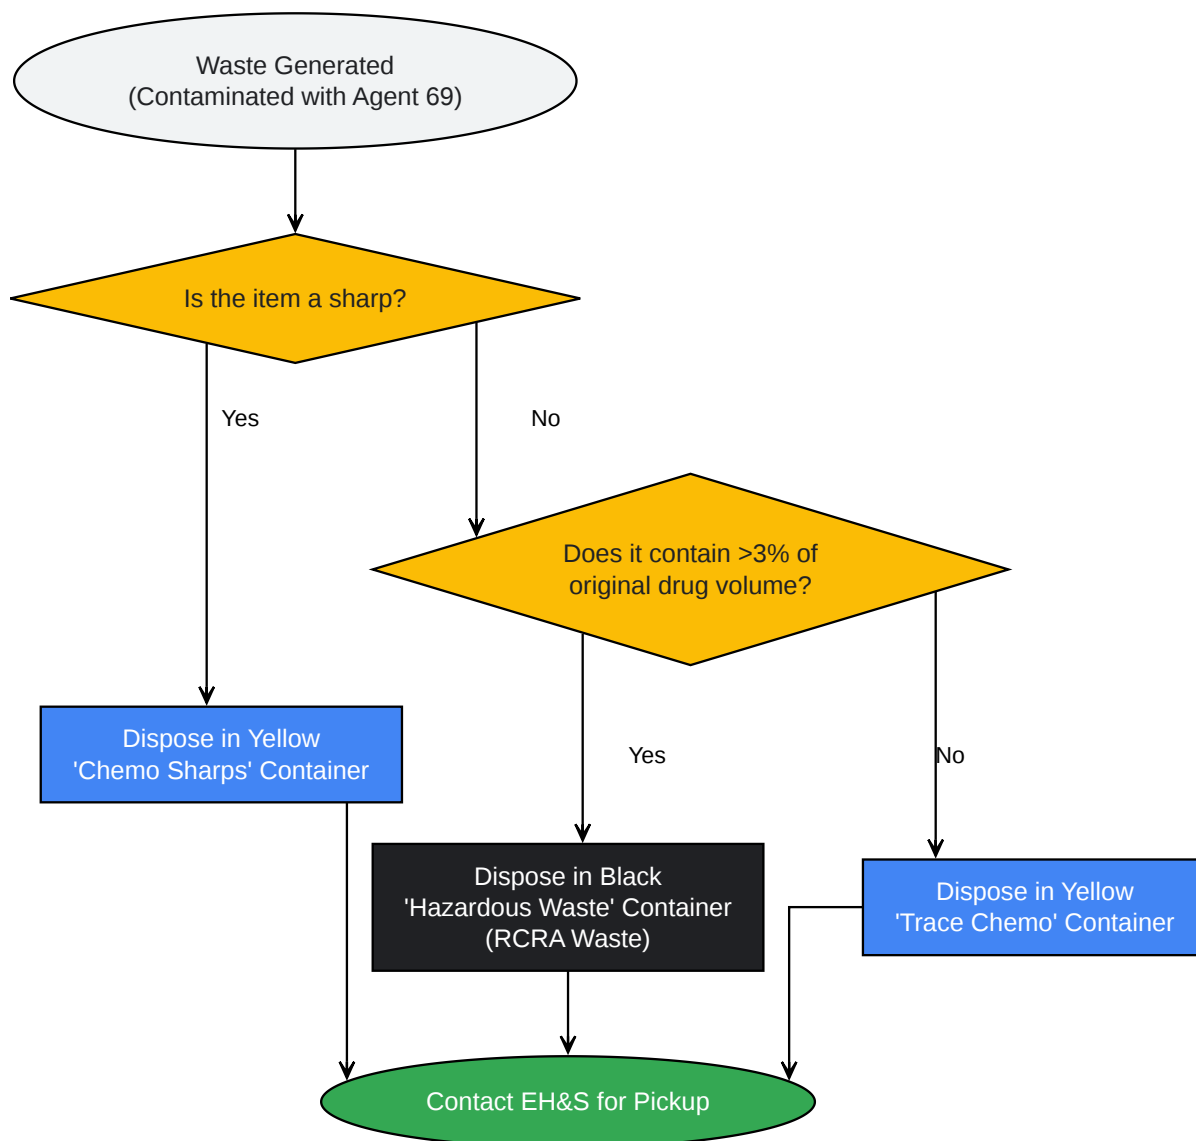 Waste Generated
(Contaminated with Agent 69)
Is the item a sharp?
Yes
No
Does it contain >3% of
original drug volume?
Dispose in Yellow
'Chemo Sharps' Container
Yes
No
Dispose in Black
'Hazardous Waste' Container
(RCRA Waste)
Dispose in Yellow
'Trace Chemo' Container
Contact EH&S for Pickup